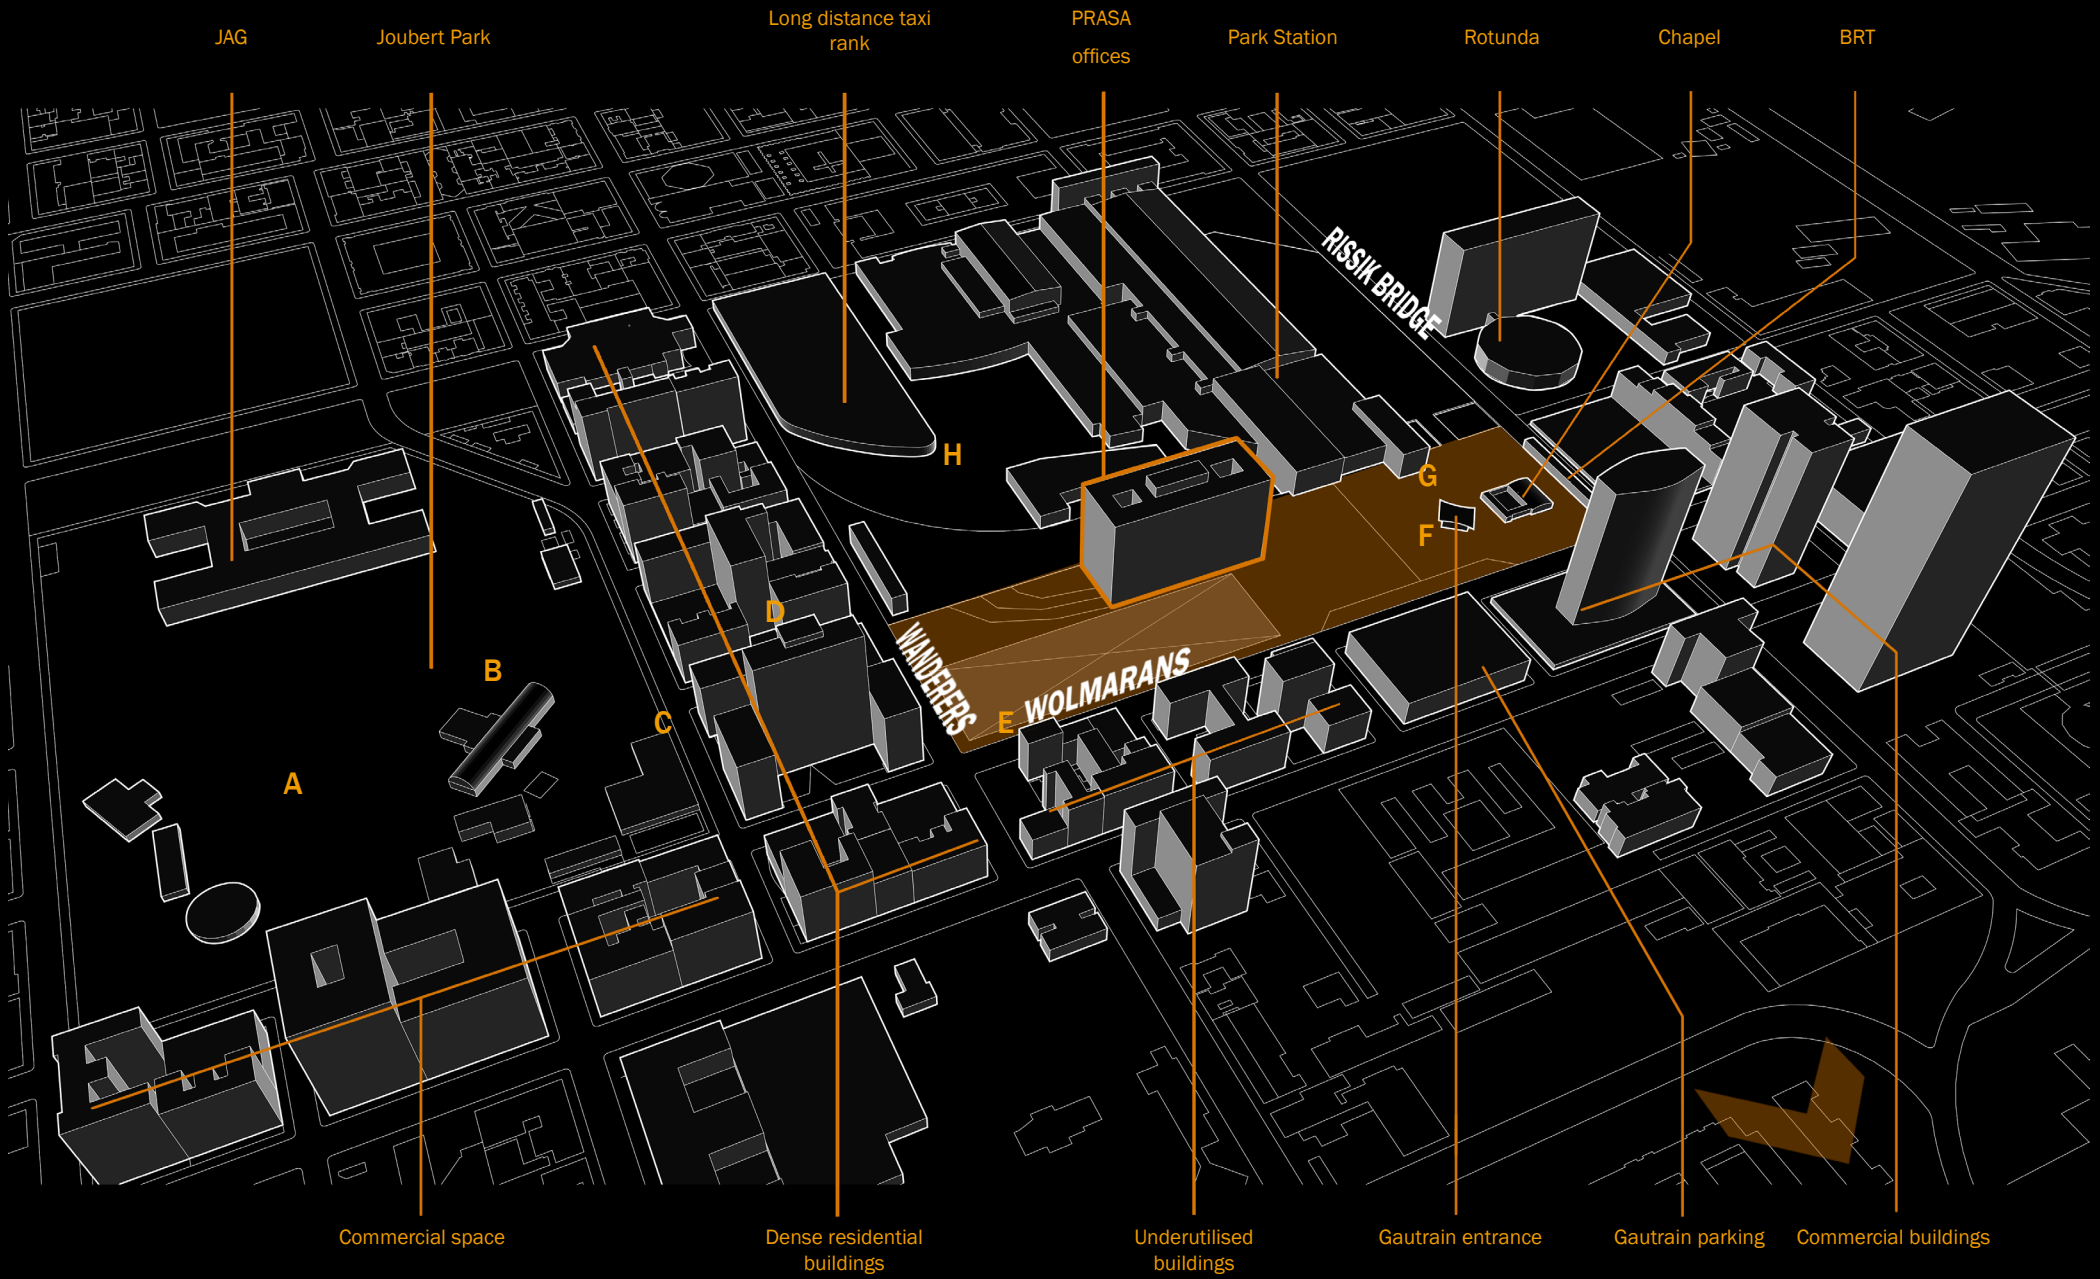 JAG
Joubert Park
Long distance taxi
rank
PRASA
offices
Park Station
Rotunda
Chapel
BRT
RISSIK BRIDGE
H
G
F
D
WANDERERS
WOLMARANS
B
C
E
A
Commercial space
Dense residential
buildings
Underutilised
buildings
Gautrain entrance
Gautrain parking
Commercial buildings